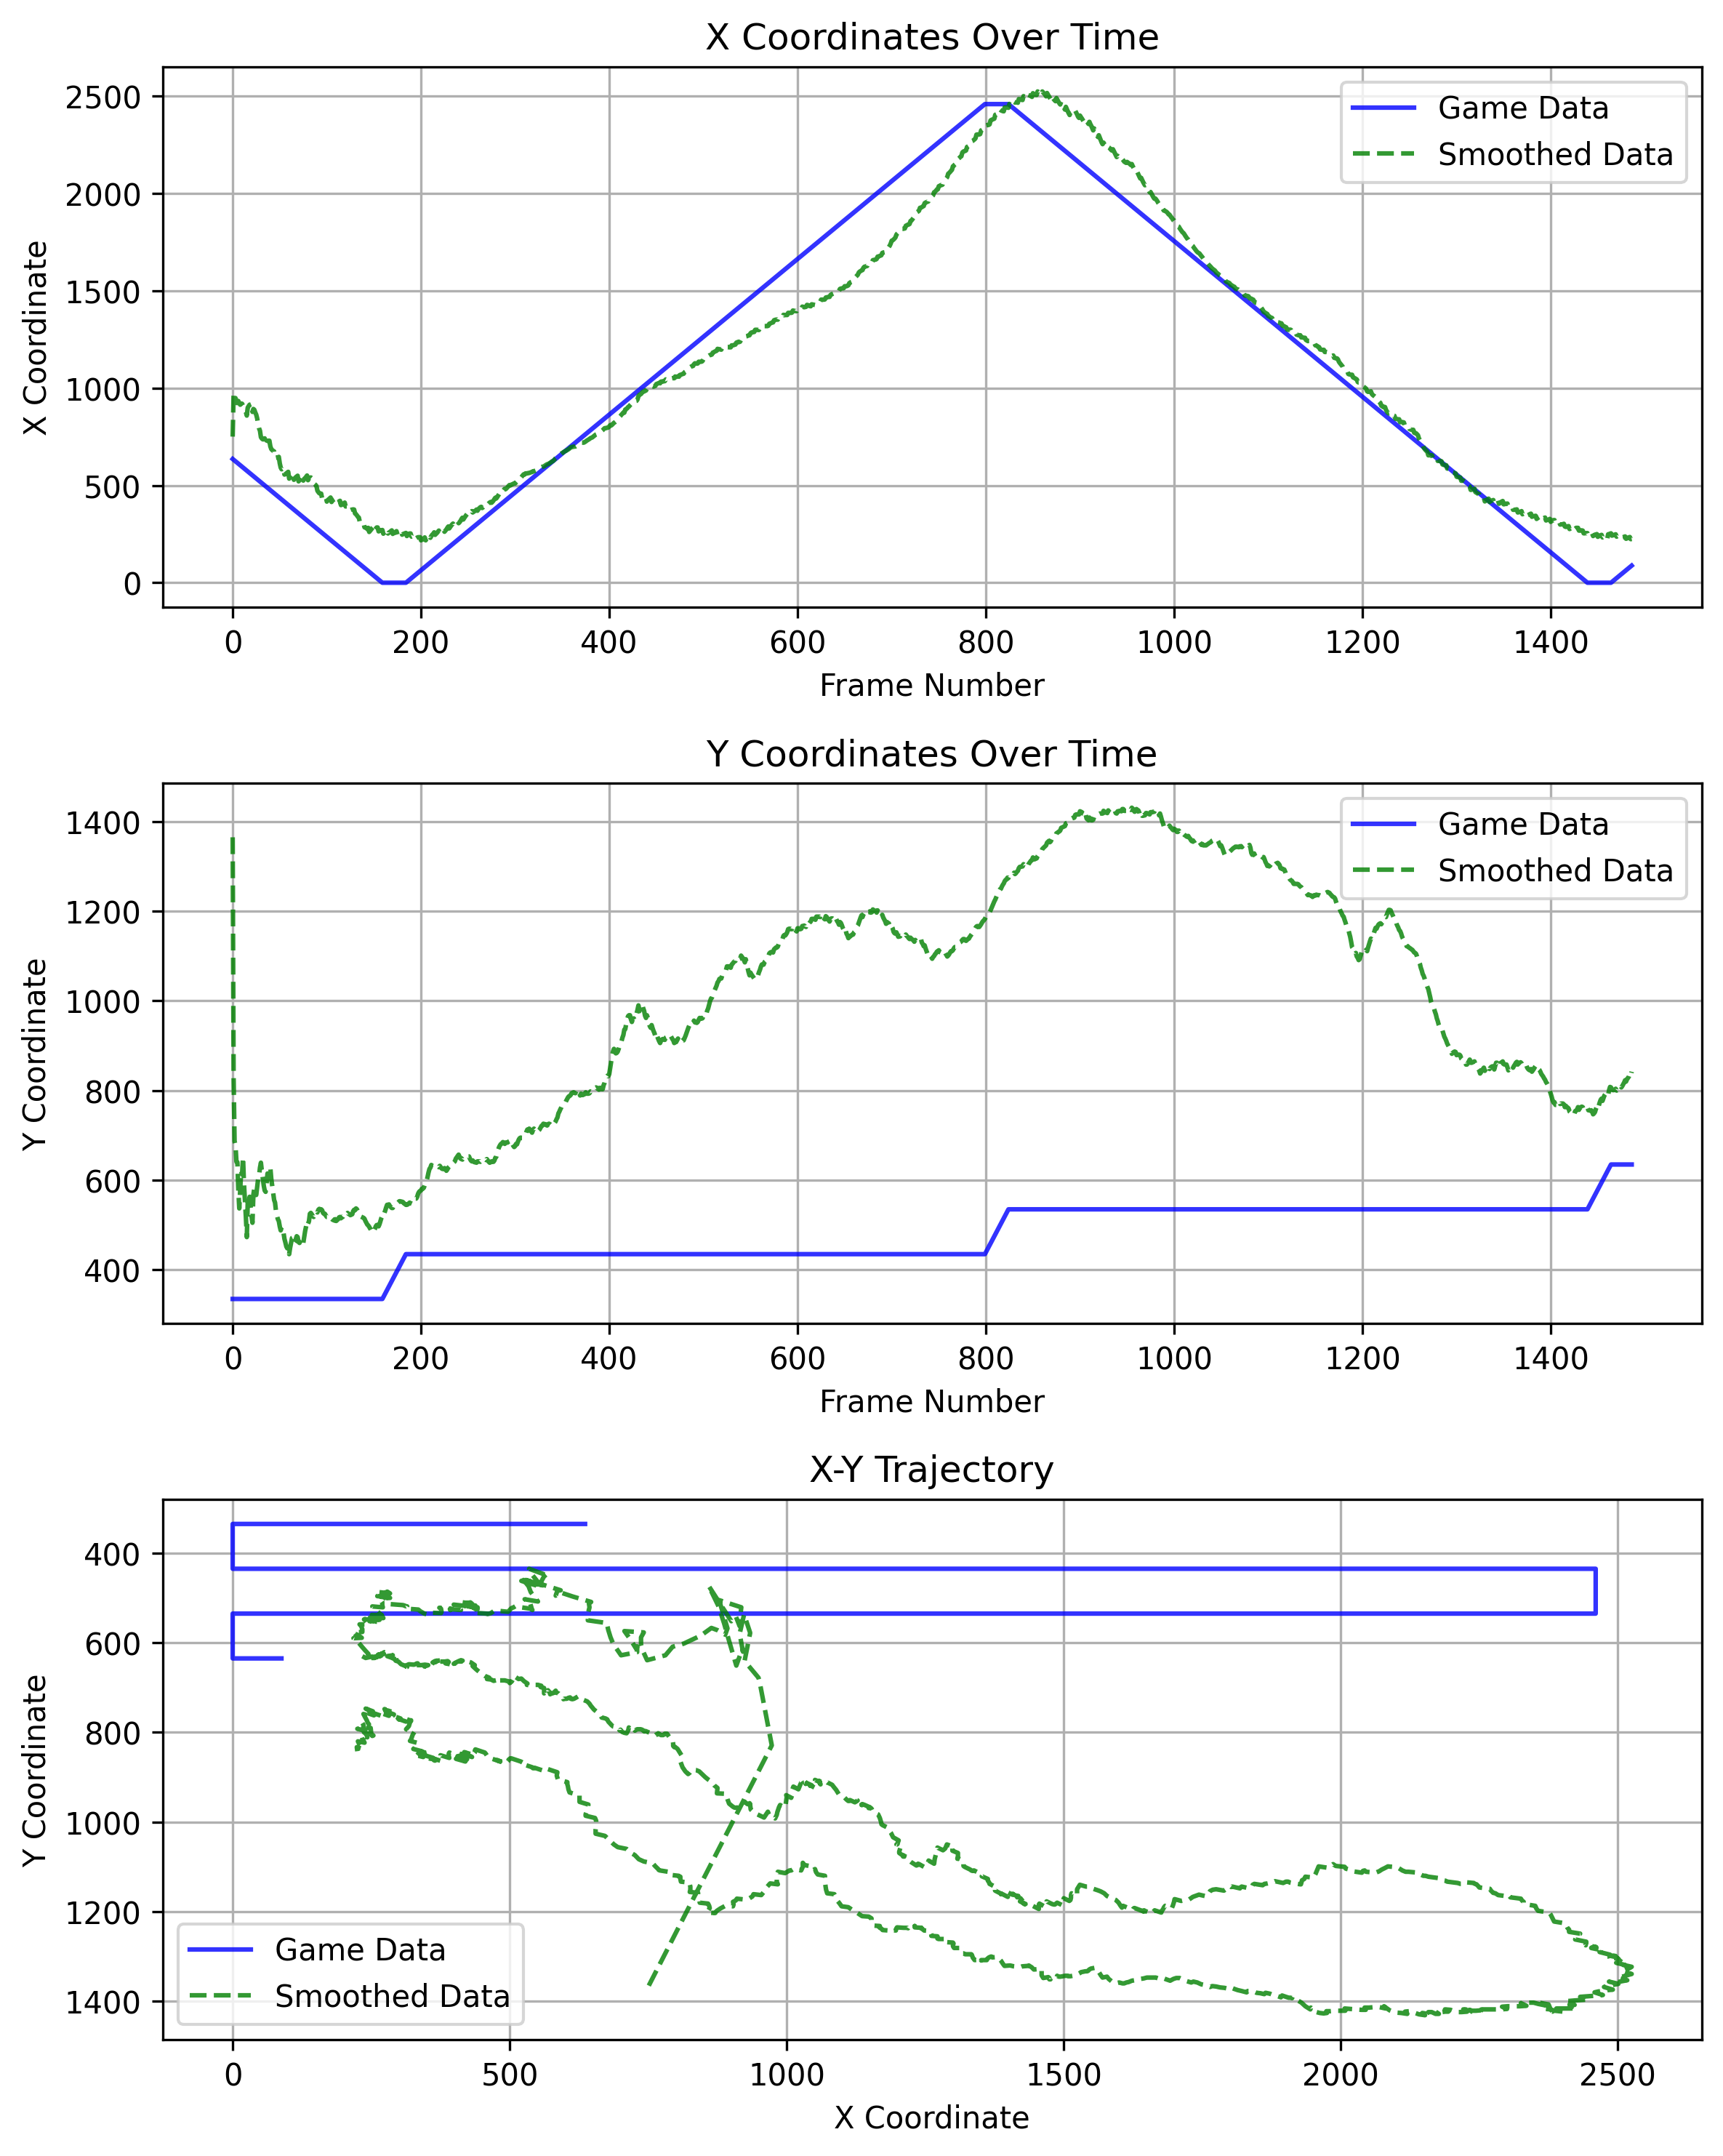 X Coordinates Over Time
2500
2000
1500
1000
500
0
X Coordinate
Game Data
Smoothed Data
0 200 400 600 800 1000 1200 1400
Frame Number
Y Coordinates Over Time
1400
1200
1000
800
600
400
Y Coordinate
Game Data
Smoothed Data
0 200 400 600 800 1000 1200 1400
Frame Number
X-Y Trajectory
400
600
800
1000
1200
1400
Y Coordinate
Game Data
Smoothed Data
0 500 1000 1500 2000 2500
X Coordinate